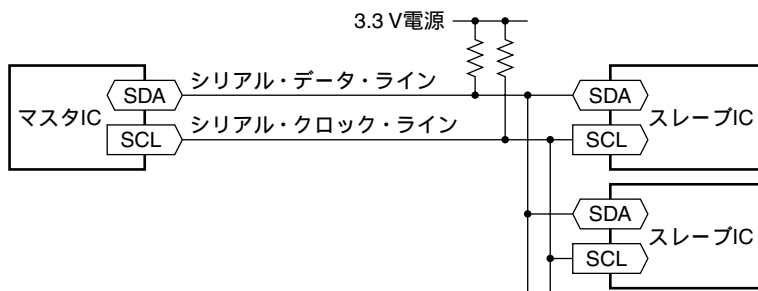 3.3 V電源
シリアル・データ・ライン
SDA
SDA
マスタIC
スレーブIC
シリアル・クロック・ライン
SCL
SCL
SDA
スレーブIC
SCL